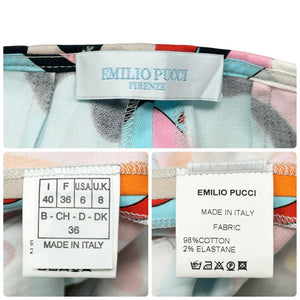 EMILIO PUCCI
FIRENZE
I F U.S.A U.K.
40 36 6 8
B - CH - D - DK
36
EMILIO PUCCI
MADE IN ITALY
FABRIC
98%COTTON
2% ELASTANE
MADE IN ITALY